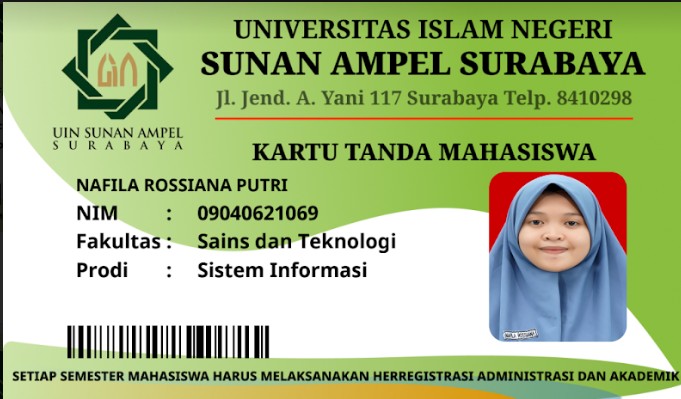 UNIVERSITAS ISLAM NEGERI
SUNAN AMPEL SURABAYA
Jl. Jend. A. Yani 117 Surabaya Telp. 8410298
UIN SUNAN AMPEL
SURABAYA
KARTU TANDA MAHASISWA
NAFILA ROSSIANA PUTRI
NIM : 09040621069
Fakultas : Sains dan Teknologi
Prodi : Sistem Informasi
SETIAP SEMESTER MAHASISWA HARUS MELAKSANAKAN HERREGISTRASI ADMINISTRASI DAN AKADEMIK